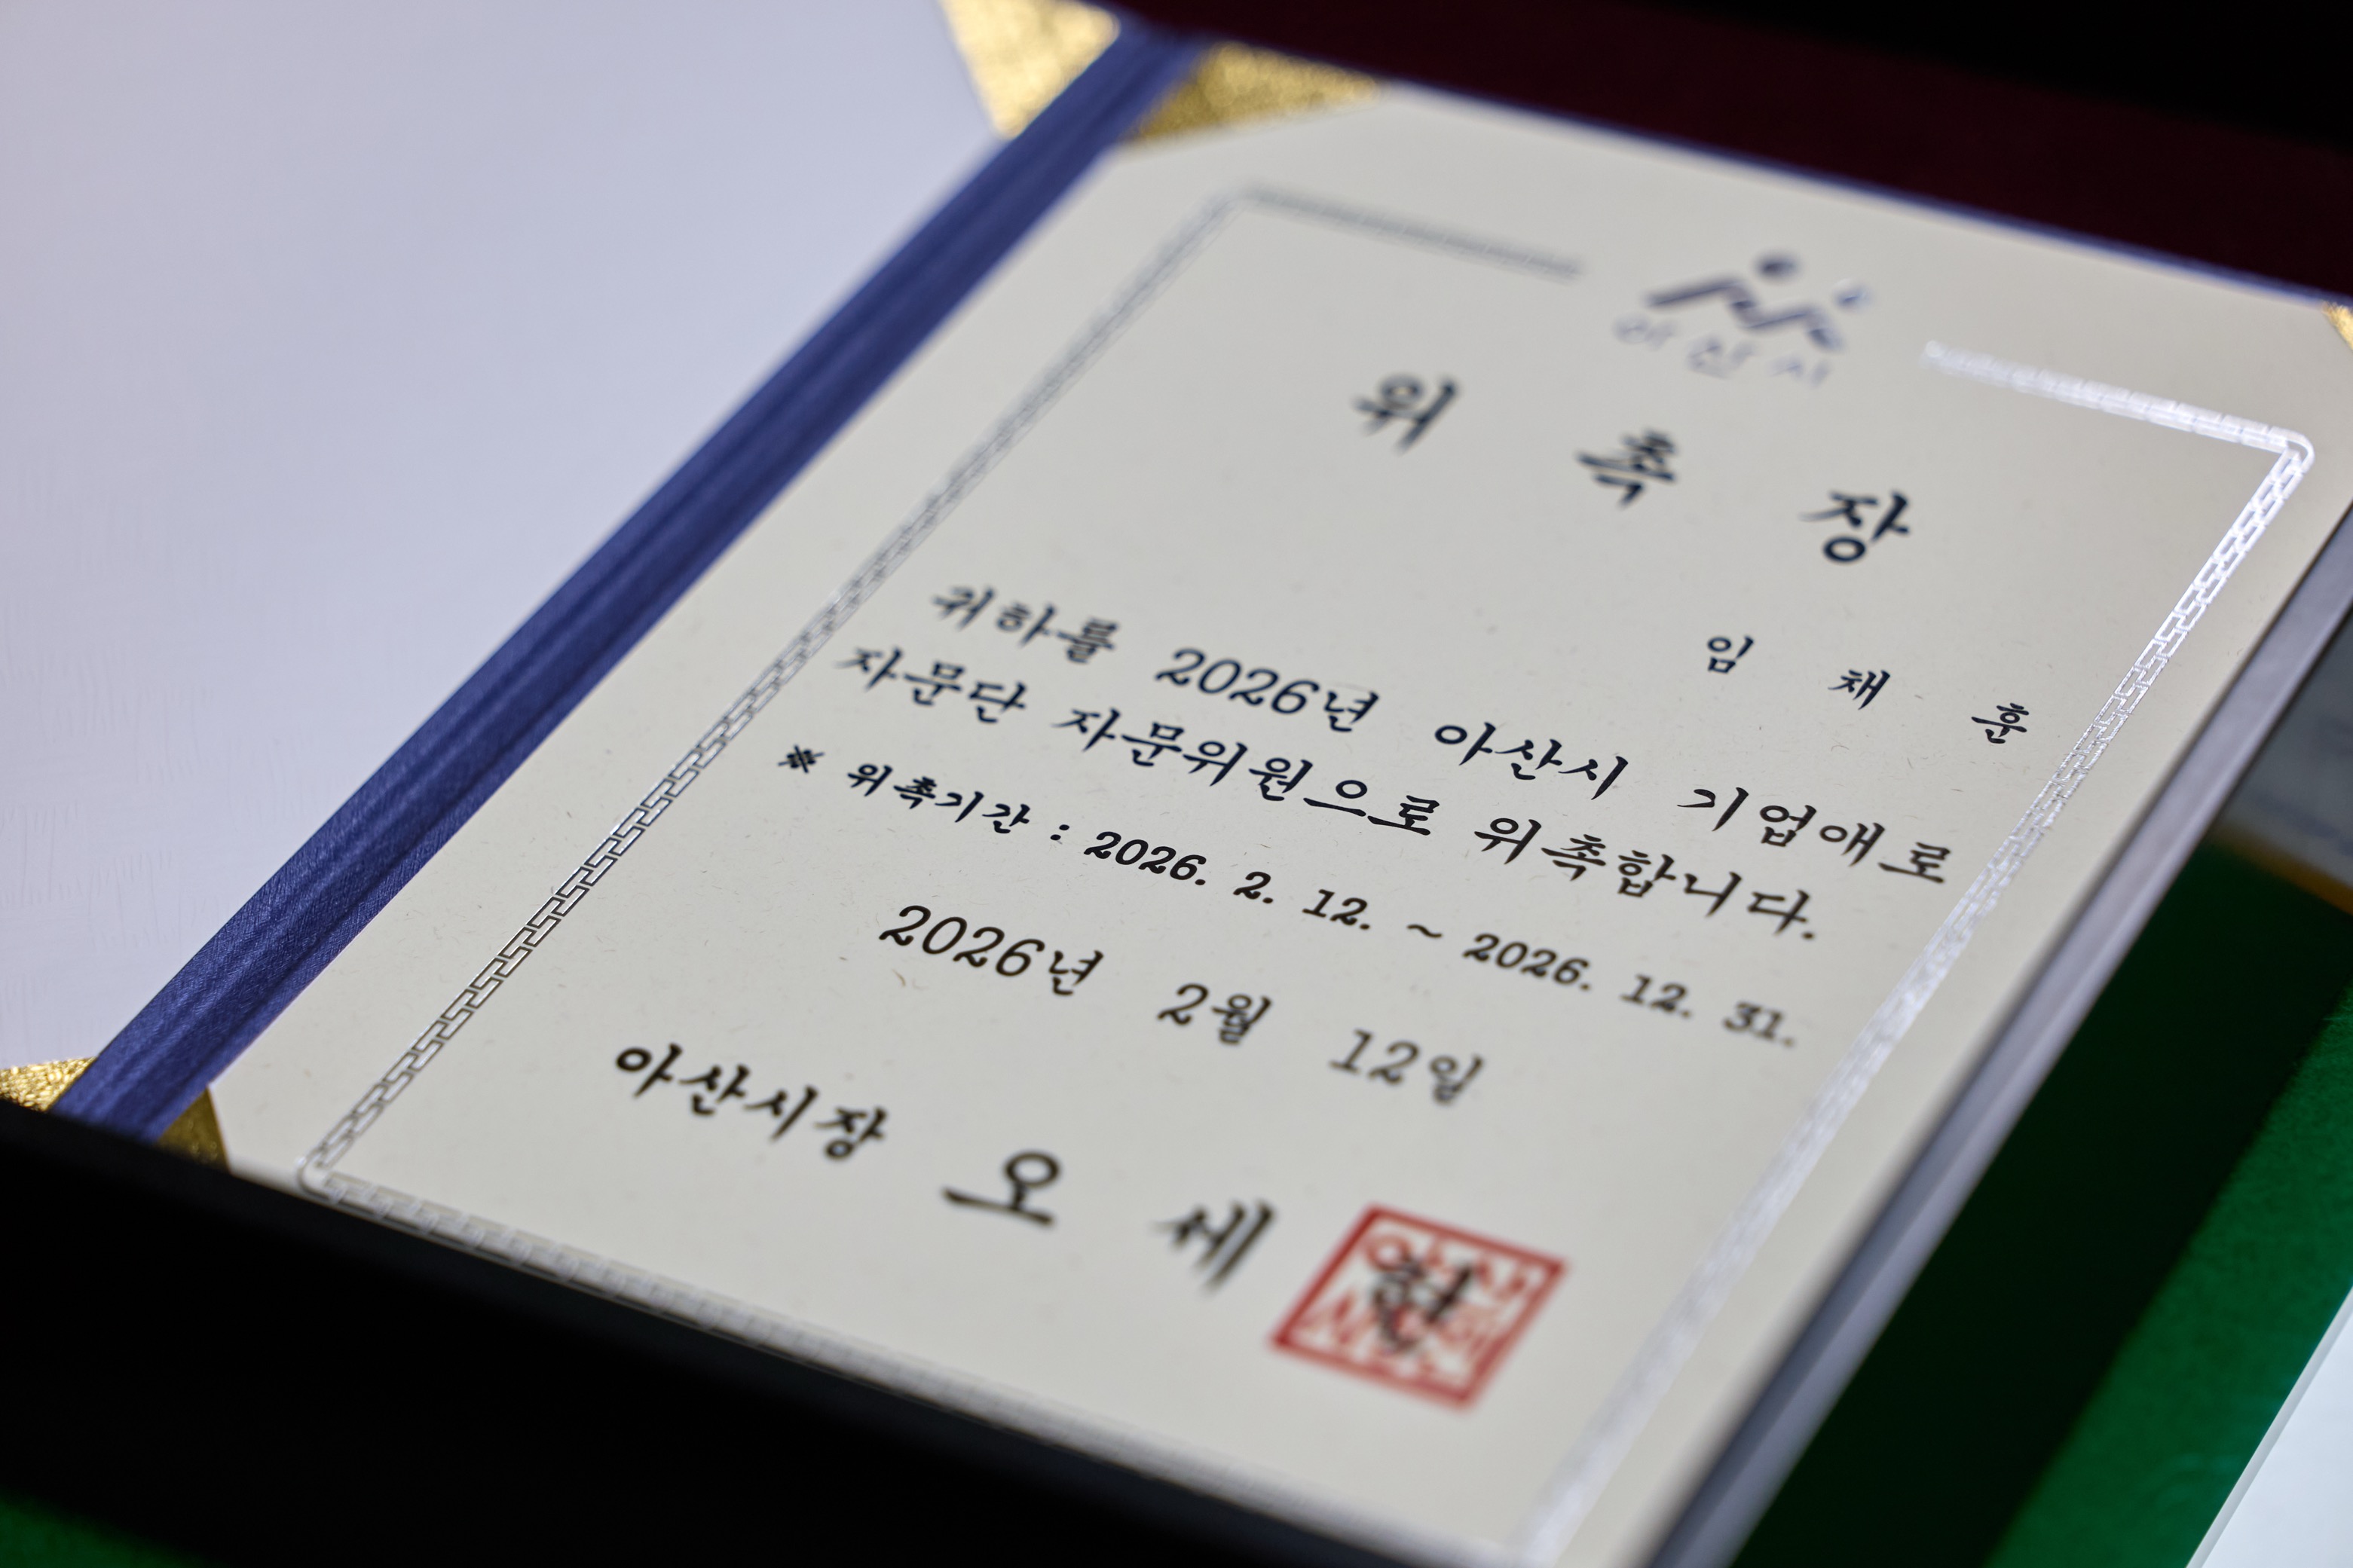 아산시
위 촉 장
임 채 훈
귀하를 2026년 아산시 기업애로
자문단 자문위원으로 위촉합니다.
※ 위촉기간 : 2026. 2. 12. ~ 2026. 12. 31.
2026년 2월 12일
아산시장 오 세 현